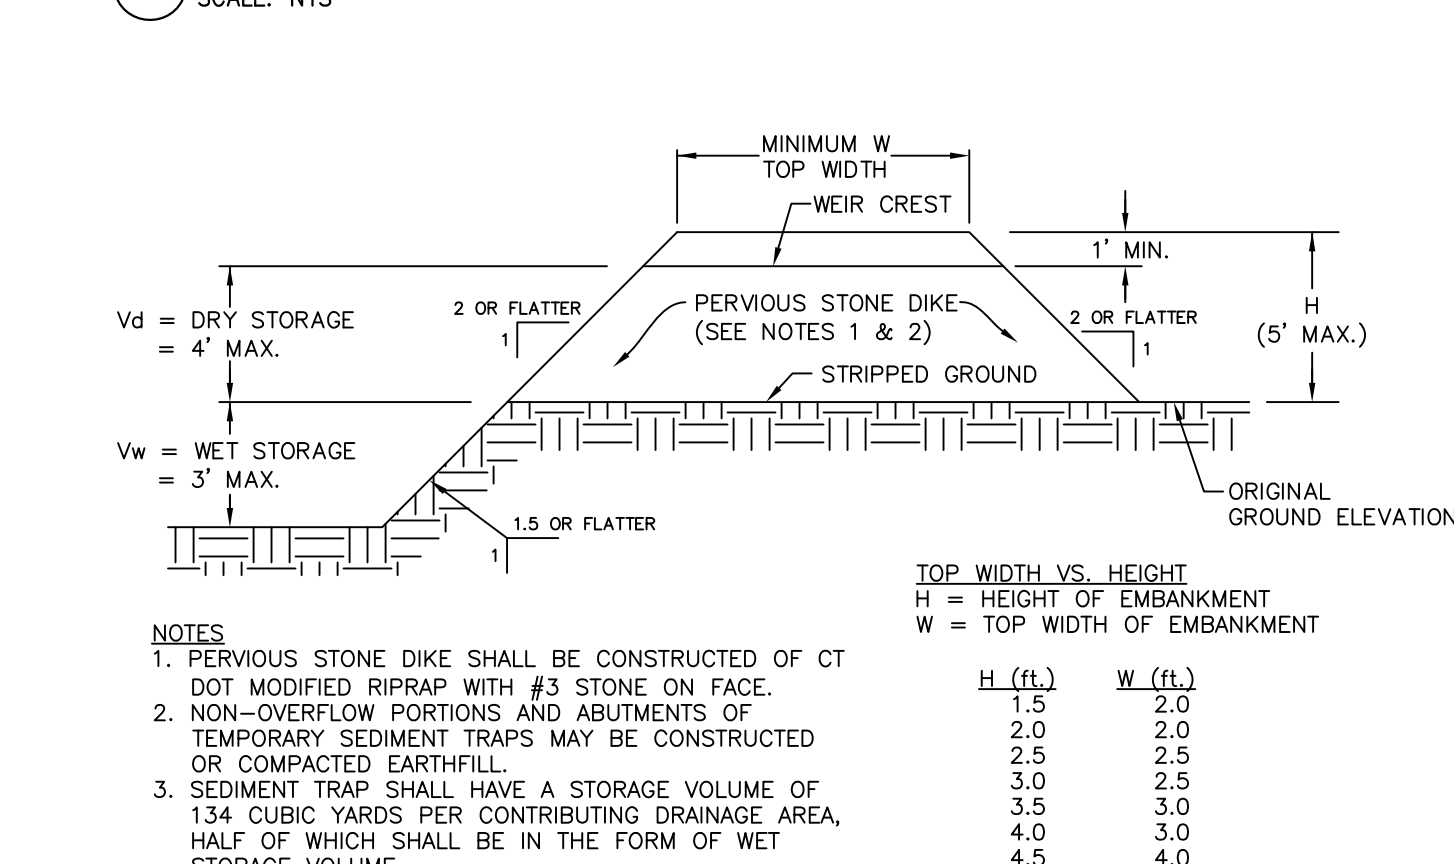 SCALE: NTS
MINIMUM W
TOP WIDTH
WEIR CREST
1' MIN.
2 OR FLATTER
1
PERVIOUS STONE DIKE
(SEE NOTES 1 & 2)
2 OR FLATTER
1
H
(5' MAX.)
Vd = DRY STORAGE
= 4' MAX.
STRIPPED GROUND
Vw = WET STORAGE
= 3' MAX.
ORIGINAL
GROUND ELEVATION
1.5 OR FLATTER
1
TOP WIDTH VS. HEIGHT
H = HEIGHT OF EMBANKMENT
W = TOP WIDTH OF EMBANKMENT
H (ft.) W (ft.)
1.5 2.0
2.0 2.0
2.5 2.5
3.0 2.5
3.5 3.0
4.0 3.0
4.5 4.0
NOTES
1. PERVIOUS STONE DIKE SHALL BE CONSTRUCTED OF CT
DOT MODIFIED RIPRAP WITH #3 STONE ON FACE.
2. NON-OVERFLOW PORTIONS AND ABUTMENTS OF
TEMPORARY SEDIMENT TRAPS MAY BE CONSTRUCTED
OR COMPACTED EARTHFILL.
3. SEDIMENT TRAP SHALL HAVE A STORAGE VOLUME OF
134 CUBIC YARDS PER CONTRIBUTING DRAINAGE AREA,
HALF OF WHICH SHALL BE IN THE FORM OF WET
STORAGE VOLUME.